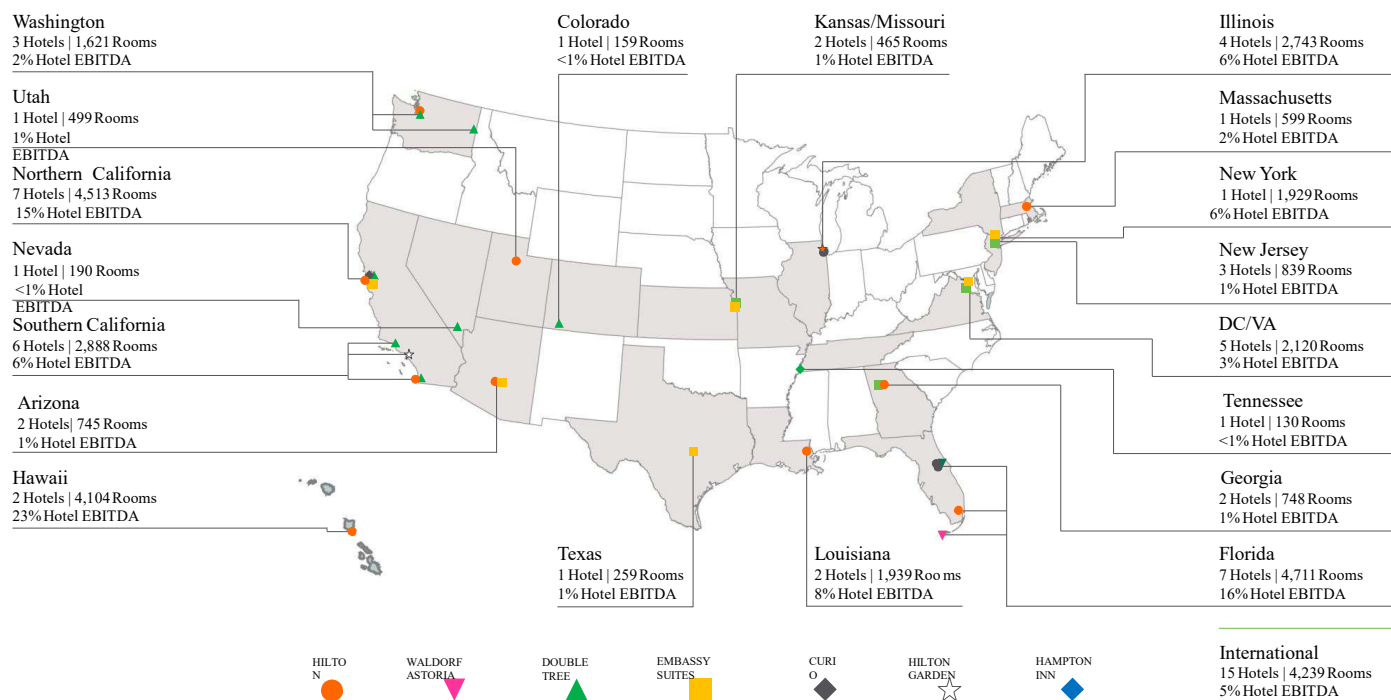 Washington
3 Hotels | 1,621 Rooms
2% Hotel EBITDA
Utah
1 Hotel | 499 Rooms
1% Hotel
EBITDA
Northern California
7 Hotels | 4,513 Rooms
15% Hotel EBITDA
Nevada
1 Hotel | 190 Rooms
<1% Hotel
EBITDA
Southern California
6 Hotels | 2,888 Rooms
6% Hotel EBITDA
Arizona
2 Hotels| 745 Rooms
1% Hotel EBITDA
Hawaii
2 Hotels | 4,104 Rooms
23% Hotel EBITDA
Colorado
1 Hotel | 159 Rooms
<1% Hotel EBITDA
Kansas/Missouri
2 Hotels | 465 Rooms
1% Hotel EBITDA
Texas
1 Hotel | 259 Rooms
1% Hotel EBITDA
Louisiana
2 Hotels | 1,939 Roo ms
8% Hotel EBITDA
Illinois
4 Hotels | 2,743 Rooms
6% Hotel EBITDA
Massachusetts
1 Hotel | 599 Rooms
2% Hotel EBITDA
New York
1 Hotel | 1,929 Rooms
6% Hotel EBITDA
New Jersey
3 Hotels | 839 Rooms
1% Hotel EBITDA
DC/VA
5 Hotels | 2,120 Rooms
3% Hotel EBITDA
Tennessee
1 Hotel | 130 Rooms
<1% Hotel EBITDA
Georgia
2 Hotels | 748 Rooms
1% Hotel EBITDA
Florida
7 Hotels | 4,711 Rooms
16% Hotel EBITDA
International
15 Hotels | 4,239 Rooms
5% Hotel EBITDA
HILTO
N
WALDORF
ASTORIA
DOUBLE
TREE
EMBASSY
SUITES
CURI
O
HILTON
GARDEN
HAMPTON
INN